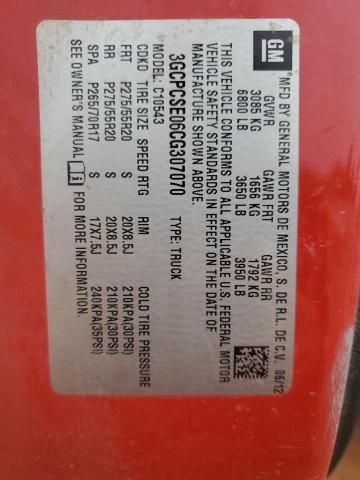 GM
MFD BY GENERAL MOTORS DE MEXICO, S. DE R.L. DE C.V. 06/12
GVWR GAWR FRT GAWR RR
3085 KG 1656 KG 1792 KG
6800 LB 3650 LB 3950 LB
THIS VEHICLE CONFORMS TO ALL APPLICABLE U.S. FEDERAL MOTOR
VEHICLE SAFETY STANDARDS IN EFFECT ON THE DATE OF
MANUFACTURE SHOWN ABOVE.
3GCPCSE06CG307070 TYPE: TRUCK
MODEL: C10543
CDKD TIRE SIZE SPEED RTG RIM COLD TIRE PRESSURE
FRT P275/55R20 S 20X8.5J 210KPA(30PSI)
RR P275/55R20 S 20X8.5J 210KPA(30PSI)
SPA P265/70R17 S 17X7.5J 240KPA(35PSI)
SEE OWNER'S MANUAL i FOR MORE INFORMATION.